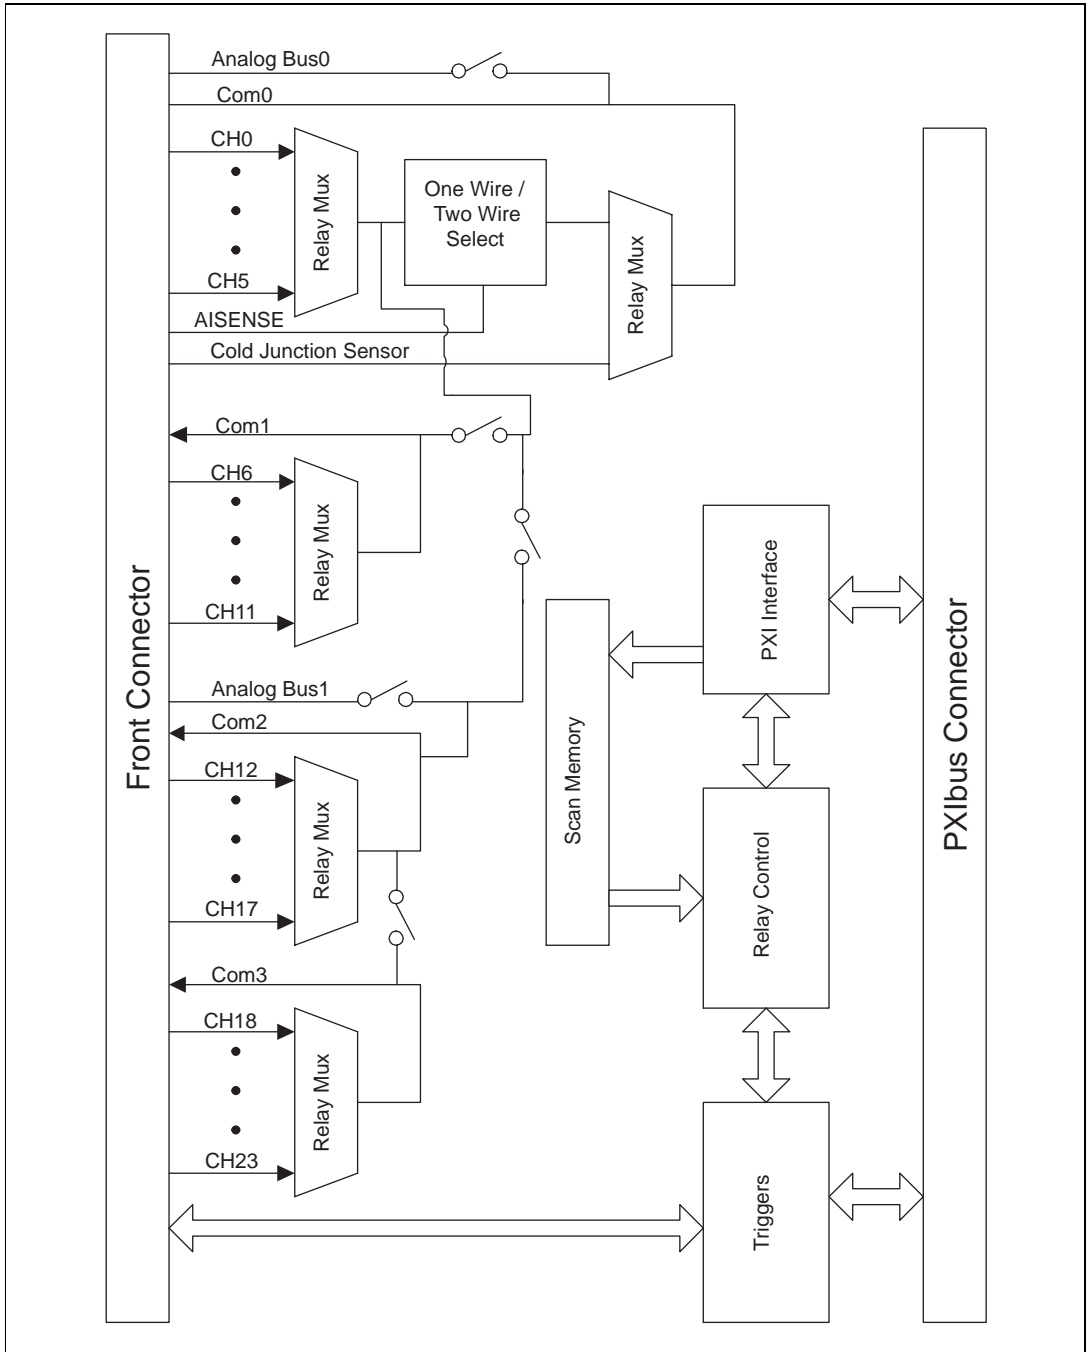 Analog Bus0
Com0
CH0
Relay Mux
CH5
One Wire /
Two Wire
Select
Relay Mux
AISENSE
Cold Junction Sensor
Com1
CH6
Relay Mux
CH11
Analog Bus1
Com2
CH12
Relay Mux
CH17
Com3
CH18
Relay Mux
CH23
Front Connector
Scan Memory
PXI Interface
Relay Control
Triggers
PXIbus Connector